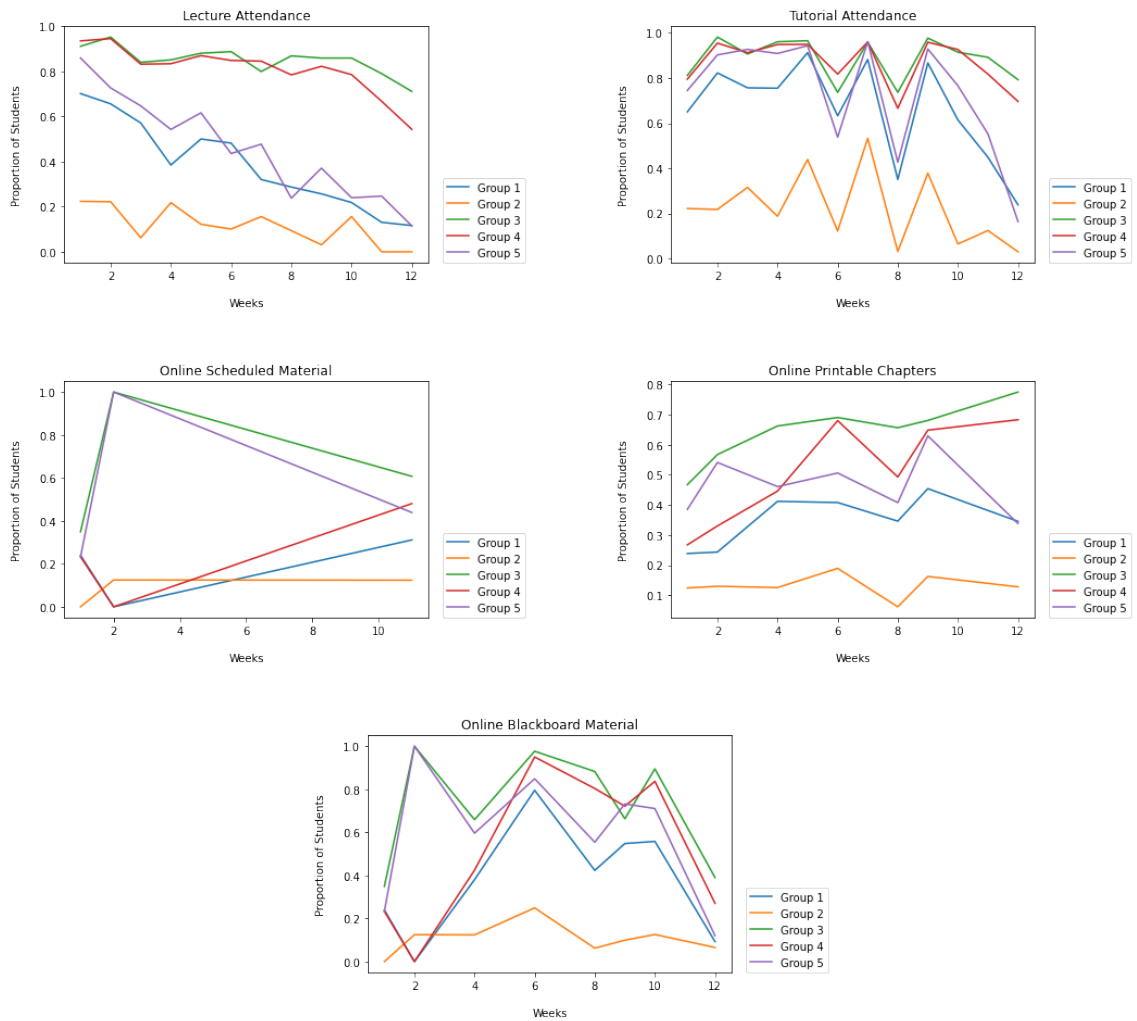 Lecture Attendance
1.0
0.8
0.6
0.4
0.2
0.0
Proportion of Students
2 4 6 8 10 12
Weeks
Group 1
Group 2
Group 3
Group 4
Group 5
Tutorial Attendance
1.0
0.8
0.6
0.4
0.2
0.0
Proportion of Students
2 4 6 8 10 12
Weeks
Group 1
Group 2
Group 3
Group 4
Group 5
Online Scheduled Material
1.0
0.8
0.6
0.4
0.2
0.0
Proportion of Students
2 4 6 8 10
Weeks
Group 1
Group 2
Group 3
Group 4
Group 5
Online Printable Chapters
0.8
0.7
0.6
0.5
0.4
0.3
0.2
0.1
Proportion of Students
2 4 6 8 10 12
Weeks
Group 1
Group 2
Group 3
Group 4
Group 5
Online Blackboard Material
1.0
0.8
0.6
0.4
0.2
0.0
Proportion of Students
2 4 6 8 10 12
Weeks
Group 1
Group 2
Group 3
Group 4
Group 5